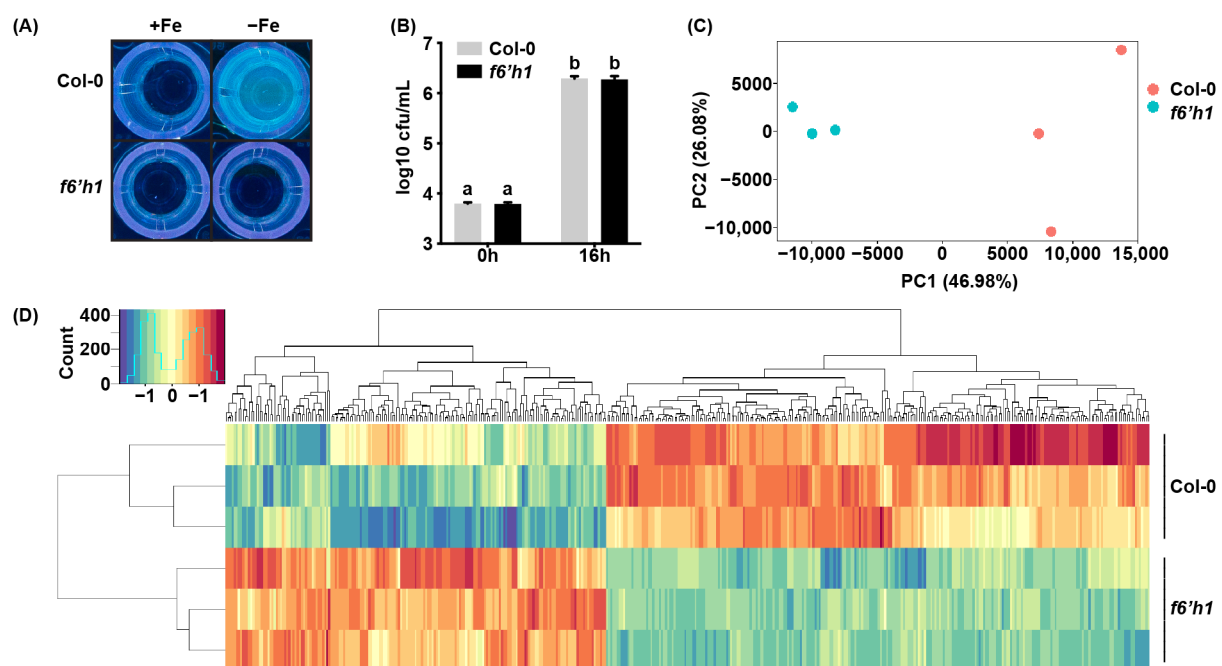 (A)
+Fe
−Fe
Col-0
f6'h1
(B)
log10 cfu/mL
7
6
5
4
3
Col-0
f6'h1
a
a
b
b
0h
16h
(C)
PC2 (26.08%)
5000
0
−5000
−10,000
−10,000
−5000
0
5000
10,000
15,000
PC1 (46.98%)
Col-0
f6'h1
(D)
Count
400
200
0
−1
0
−1
Col-0
f6'h1